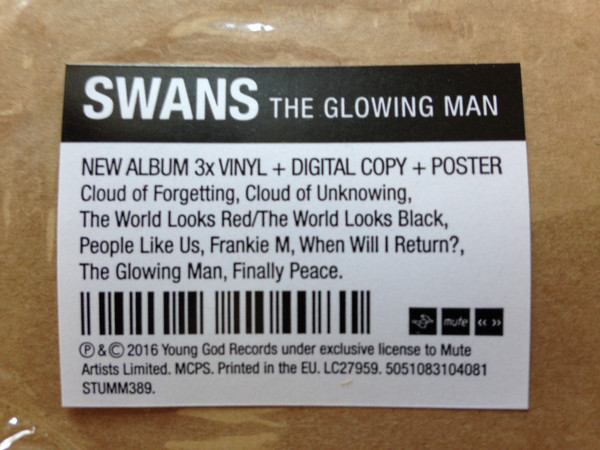 SWANS THE GLOWING MAN
NEW ALBUM 3x VINYL + DIGITAL COPY + POSTER
Cloud of Forgetting, Cloud of Unknowing,
The World Looks Red/The World Looks Black,
People Like Us, Frankie M, When Will I Return?,
The Glowing Man, Finally Peace.
mute « »
Ⓟ & © 2016 Young God Records under exclusive license to Mute
Artists Limited. MCPS. Printed in the EU. LC27959. 5051083104081
STUMM389.